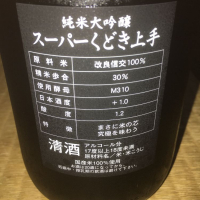 純米大吟醸
スーパーくどき上手
原料米 改良信交100%
精米歩合 30%
使用酵母 M310
日本酒度 +1.0
酸度 1.2
特徴 まさに米の芯
究極を味わう
清酒 アルコール分
17度以上18度未満
原材料名/米・米こうじ
国産米100%使用